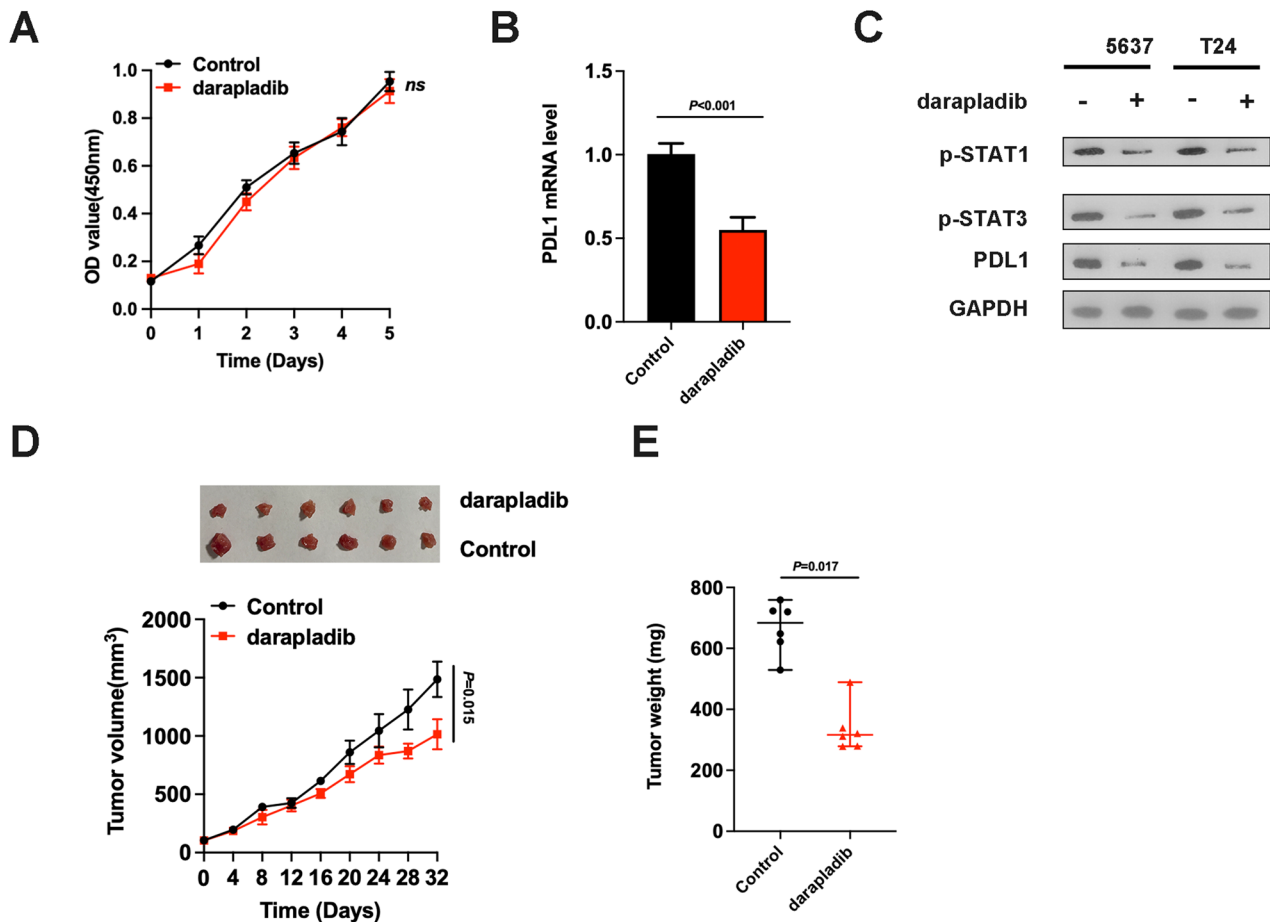 A
Control
darapladib
ns
OD value(450nm)
1.0
0.8
0.6
0.4
0.2
0.0
0 1 2 3 4 5
Time (Days)
B
P<0.001
PDL1 mRNA level
1.5
1.0
0.5
0.0
Control
darapladib
C
5637 T24
darapladib - + - +
p-STAT1
p-STAT3
PDL1
GAPDH
D
darapladib
Control
Control
darapladib
P=0.015
Tumor volume(mm³)
2000
1500
1000
500
0
0 4 8 12 16 20 24 28 32
Time (Days)
E
P=0.017
Tumor weight (mg)
800
600
400
200
0
Control
darapladib